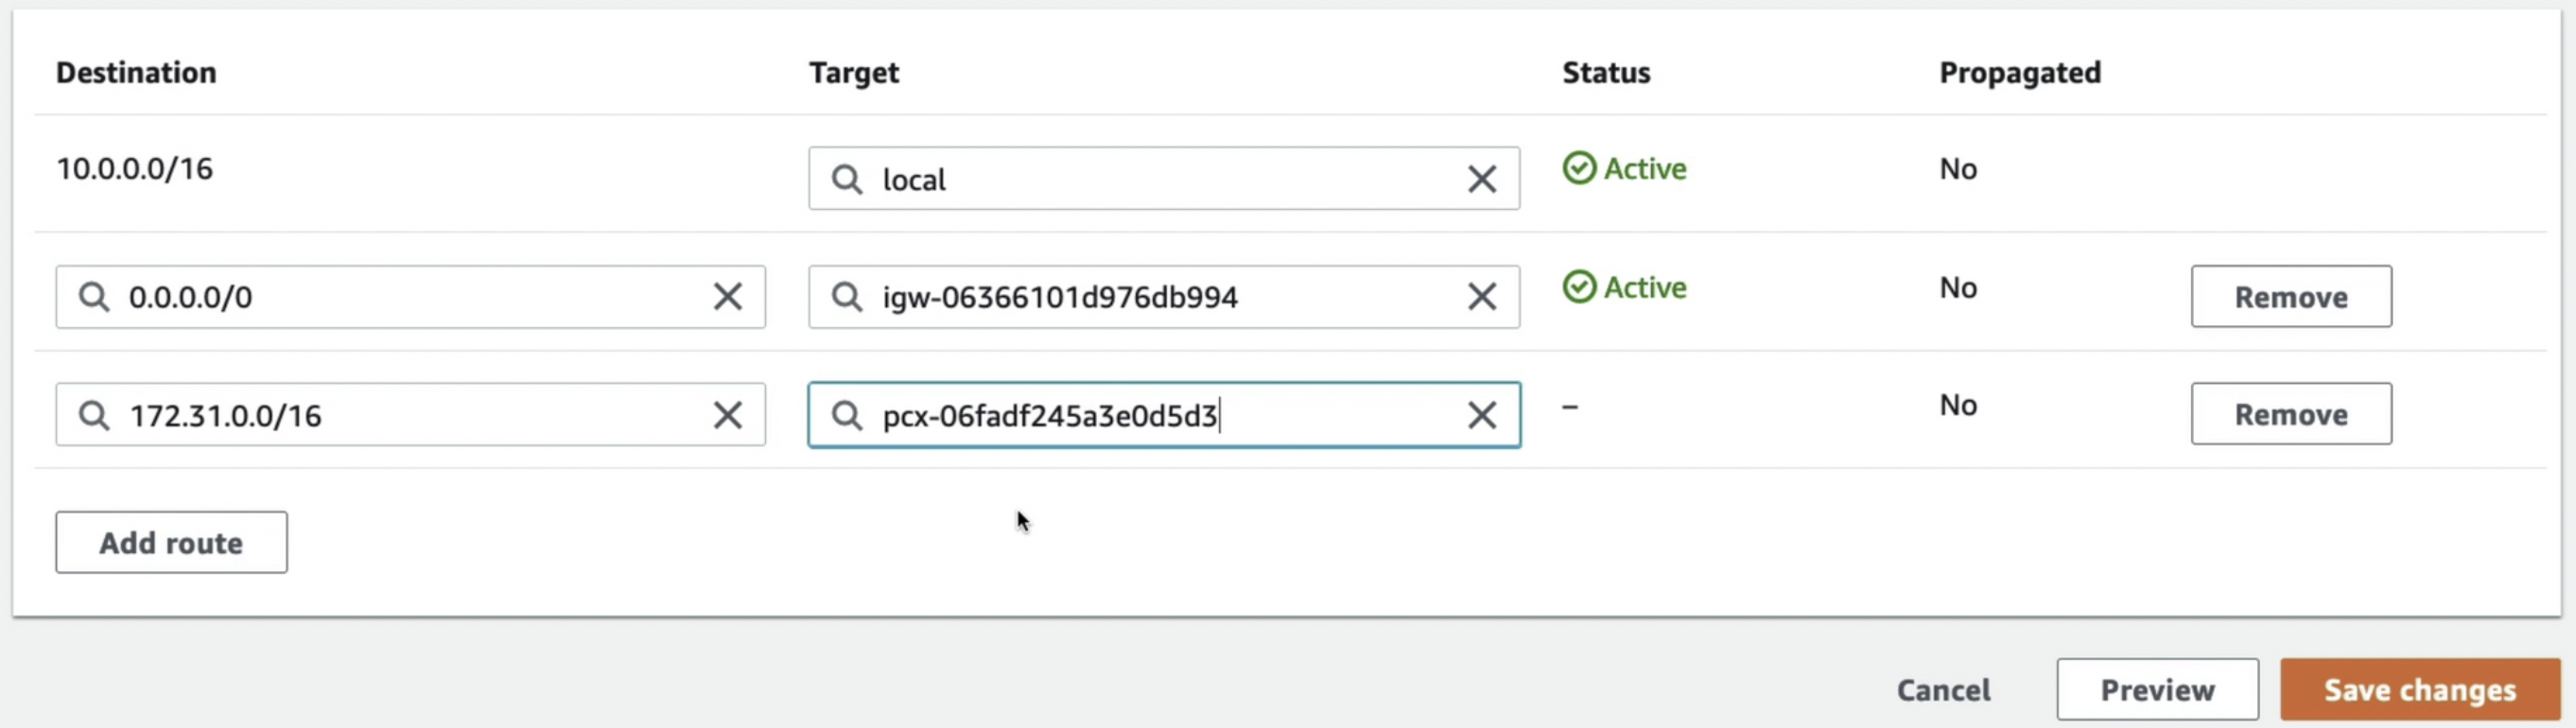 Destination Target Status Propagated
10.0.0.0/16 local Active No
0.0.0.0/0 igw-06366101d976db994 Active No Remove
172.31.0.0/16 pcx-06fadf245a3e0d5d3 – No Remove
Add route
Cancel Preview Save changes